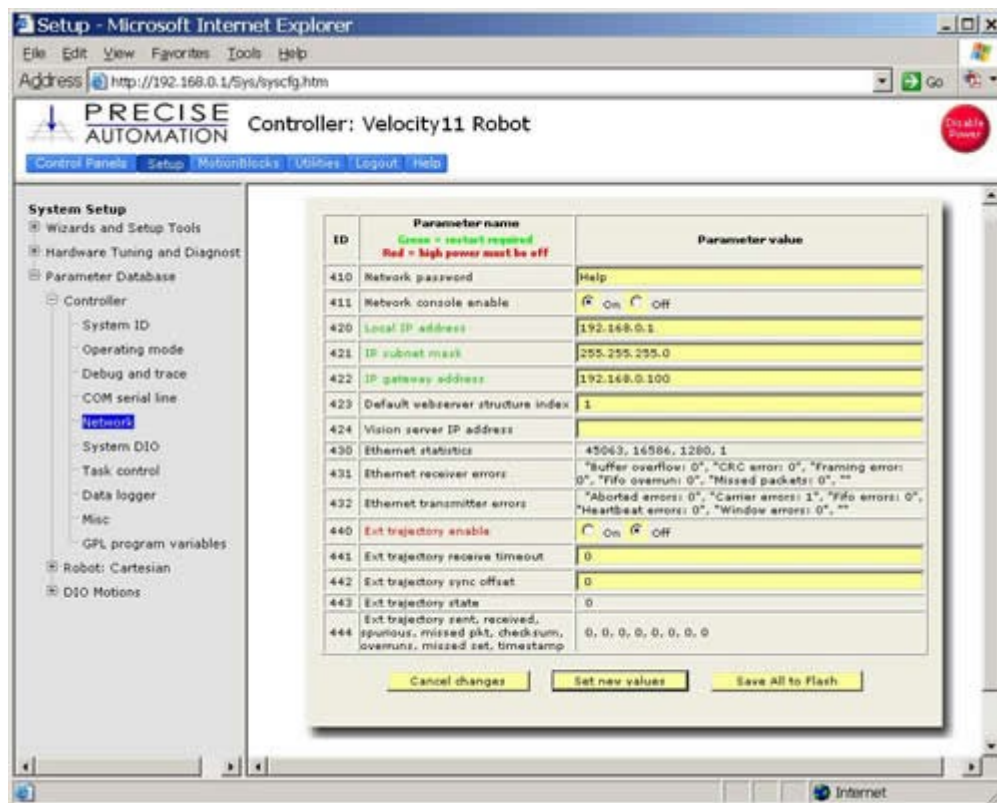 Setup - Microsoft Internet Explorer
File Edit View Favorites Tools Help
Address http://192.168.0.1/Sys/syscfg.htm Go
PRECISE AUTOMATION
Controller: Velocity11 Robot
Disable Power
Control Panels Setup MotionBlocks Utilities Logout Help
System Setup
Wizards and Setup Tools
Hardware Tuning and Diagnost
Parameter Database
Controller
System ID
Operating mode
Debug and trace
COM serial line
Network
System DIO
Task control
Data logger
Misc
GPL program variables
Robot: Cartesian
DIO Motions
ID Parameter name Parameter value
Green = restart required
Red = high power must be off
410 Network password Help
411 Network console enable On Off
420 Local IP address 192.168.0.1
421 IP subnet mask 255.255.255.0
422 IP gateway address 192.168.0.100
423 Default webserver structure index 1
424 Vision server IP address
430 Ethernet statistics 45063, 16586, 1280, 1
431 Ethernet receiver errors "Buffer overflow: 0", "CRC error: 0", "Framing error: 0", "Fifo overrun: 0", "Missed packets: 0", ""
432 Ethernet transmitter errors "Aborted errors: 0", "Carrier errors: 1", "Fifo errors: 0", "Heartbeat errors: 0", "Window errors: 0", ""
440 Ext trajectory enable On Off
441 Ext trajectory receive timeout 0
442 Ext trajectory sync offset 0
443 Ext trajectory state 0
444 Ext trajectory sent, received, spurious, missed pkt, checksum, overruns, missed set, timestamp 0, 0, 0, 0, 0, 0, 0, 0
Cancel changes Set new values Save All to Flash
Internet